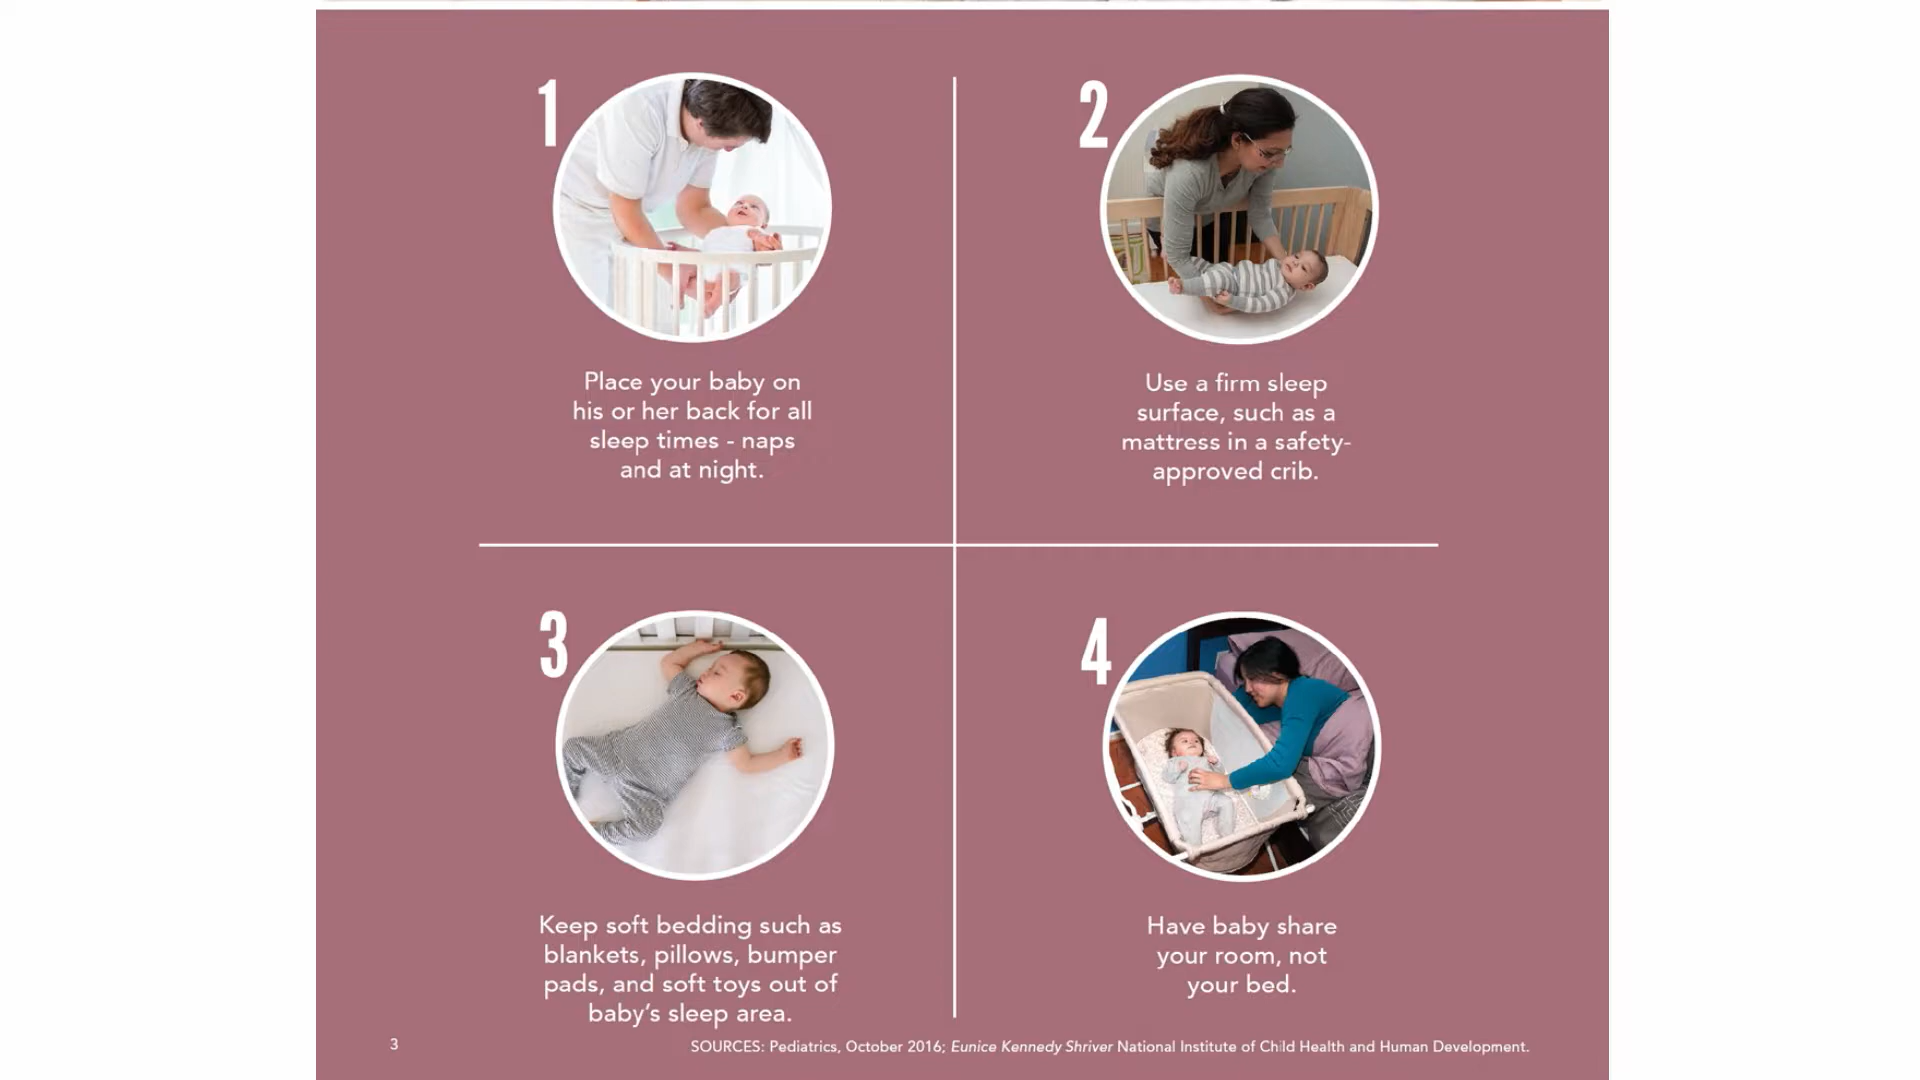 1
Place your baby on
his or her back for all
sleep times - naps
and at night.
2
Use a firm sleep
surface, such as a
mattress in a safety-
approved crib.
3
Keep soft bedding such as
blankets, pillows, bumper
pads, and soft toys out of
baby's sleep area.
4
Have baby share
your room, not
your bed.
3
SOURCES: Pediatrics, October 2016; Eunice Kennedy Shriver National Institute of Child Health and Human Development.